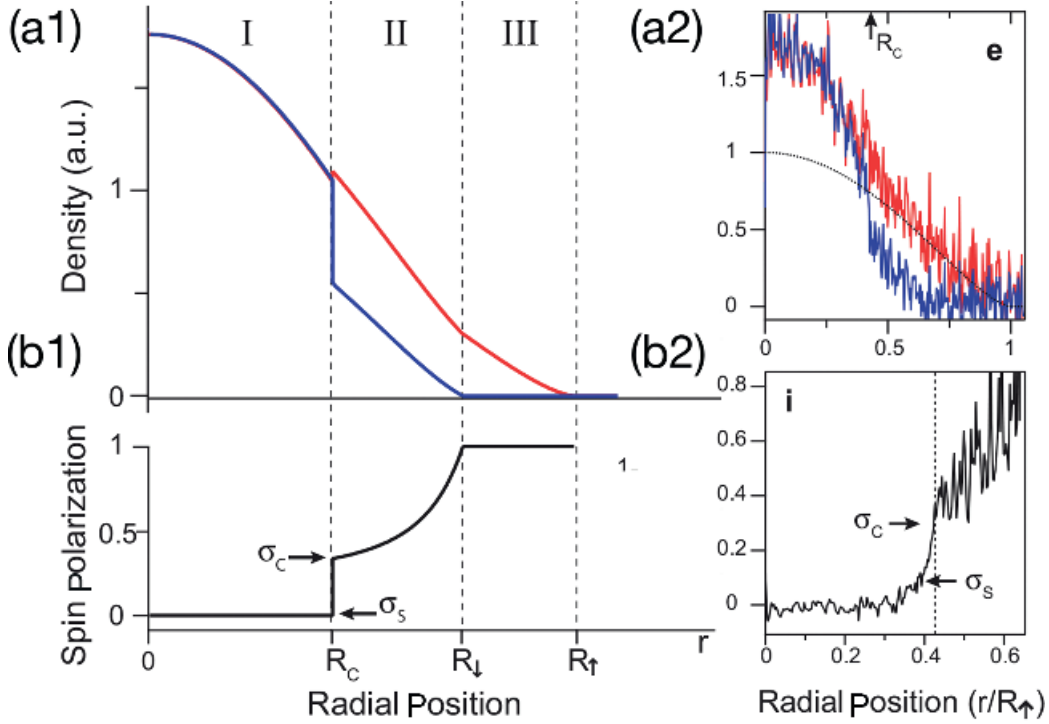 (a1)
I
II
III
Density (a.u.)
1
0
(a2)
R_C
e
1.5
1
0.5
0
0
0.5
1
(b1)
Spin polarization
1
0.5
0
σ_C
σ_S
1
0
R_C
R↓
R↑
r
Radial Position
(b2)
i
0.8
0.6
0.4
0.2
0
σ_C
σ_S
0
0.2
0.4
0.6
Radial Position (r/R↑)